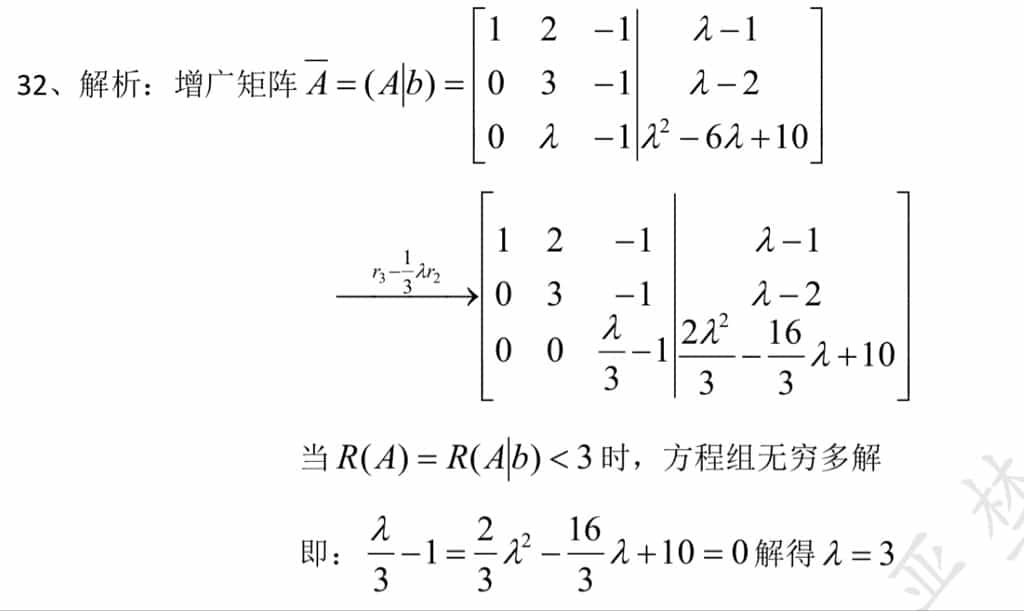 32、解析：增广矩阵 $\overline{A}=(A|b)=\left[\begin{array}{ccc|c}1&2&-1&\lambda-1\\0&3&-1&\lambda-2\\0&\lambda&-1&\lambda^2-6\lambda+10\end{array}\right]$
$\xrightarrow{r_3-\frac{1}{3}\lambda r_2}\left[\begin{array}{ccc|c}1&2&-1&\lambda-1\\0&3&-1&\lambda-2\\0&0&\frac{\lambda}{3}-1&\frac{2\lambda^2}{3}-\frac{16}{3}\lambda+10\end{array}\right]$
当 $R(A)=R(A|b)<3$ 时，方程组无穷多解
即：$\frac{\lambda}{3}-1=\frac{2}{3}\lambda^2-\frac{16}{3}\lambda+10=0$ 解得 $\lambda=3$
亚梵